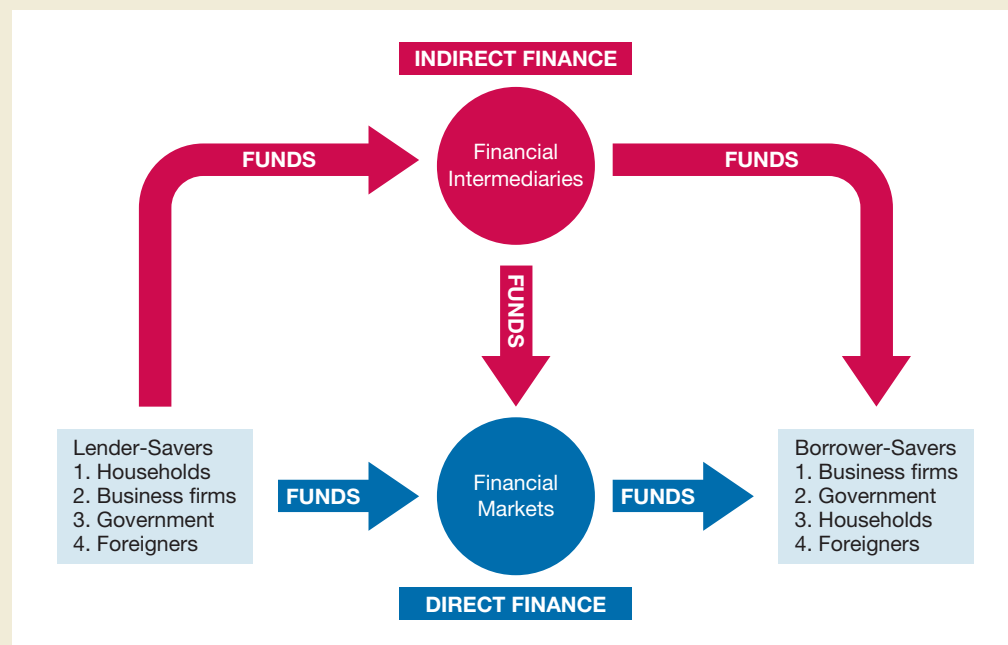 INDIRECT FINANCE
FUNDS
Financial
Intermediaries
FUNDS
FUNDS
Lender-Savers
1. Households
2. Business firms
3. Government
4. Foreigners
FUNDS
Financial
Markets
FUNDS
Borrower-Savers
1. Business firms
2. Government
3. Households
4. Foreigners
DIRECT FINANCE